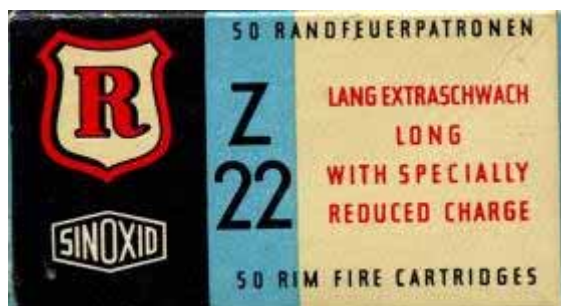 50 RANDFEUERPATRONEN
R
Z
22
LANG EXTRASCHWACH
LONG
WITH SPECIALLY
REDUCED CHARGE
SINOXID
50 RIM FIRE CARTRIDGES